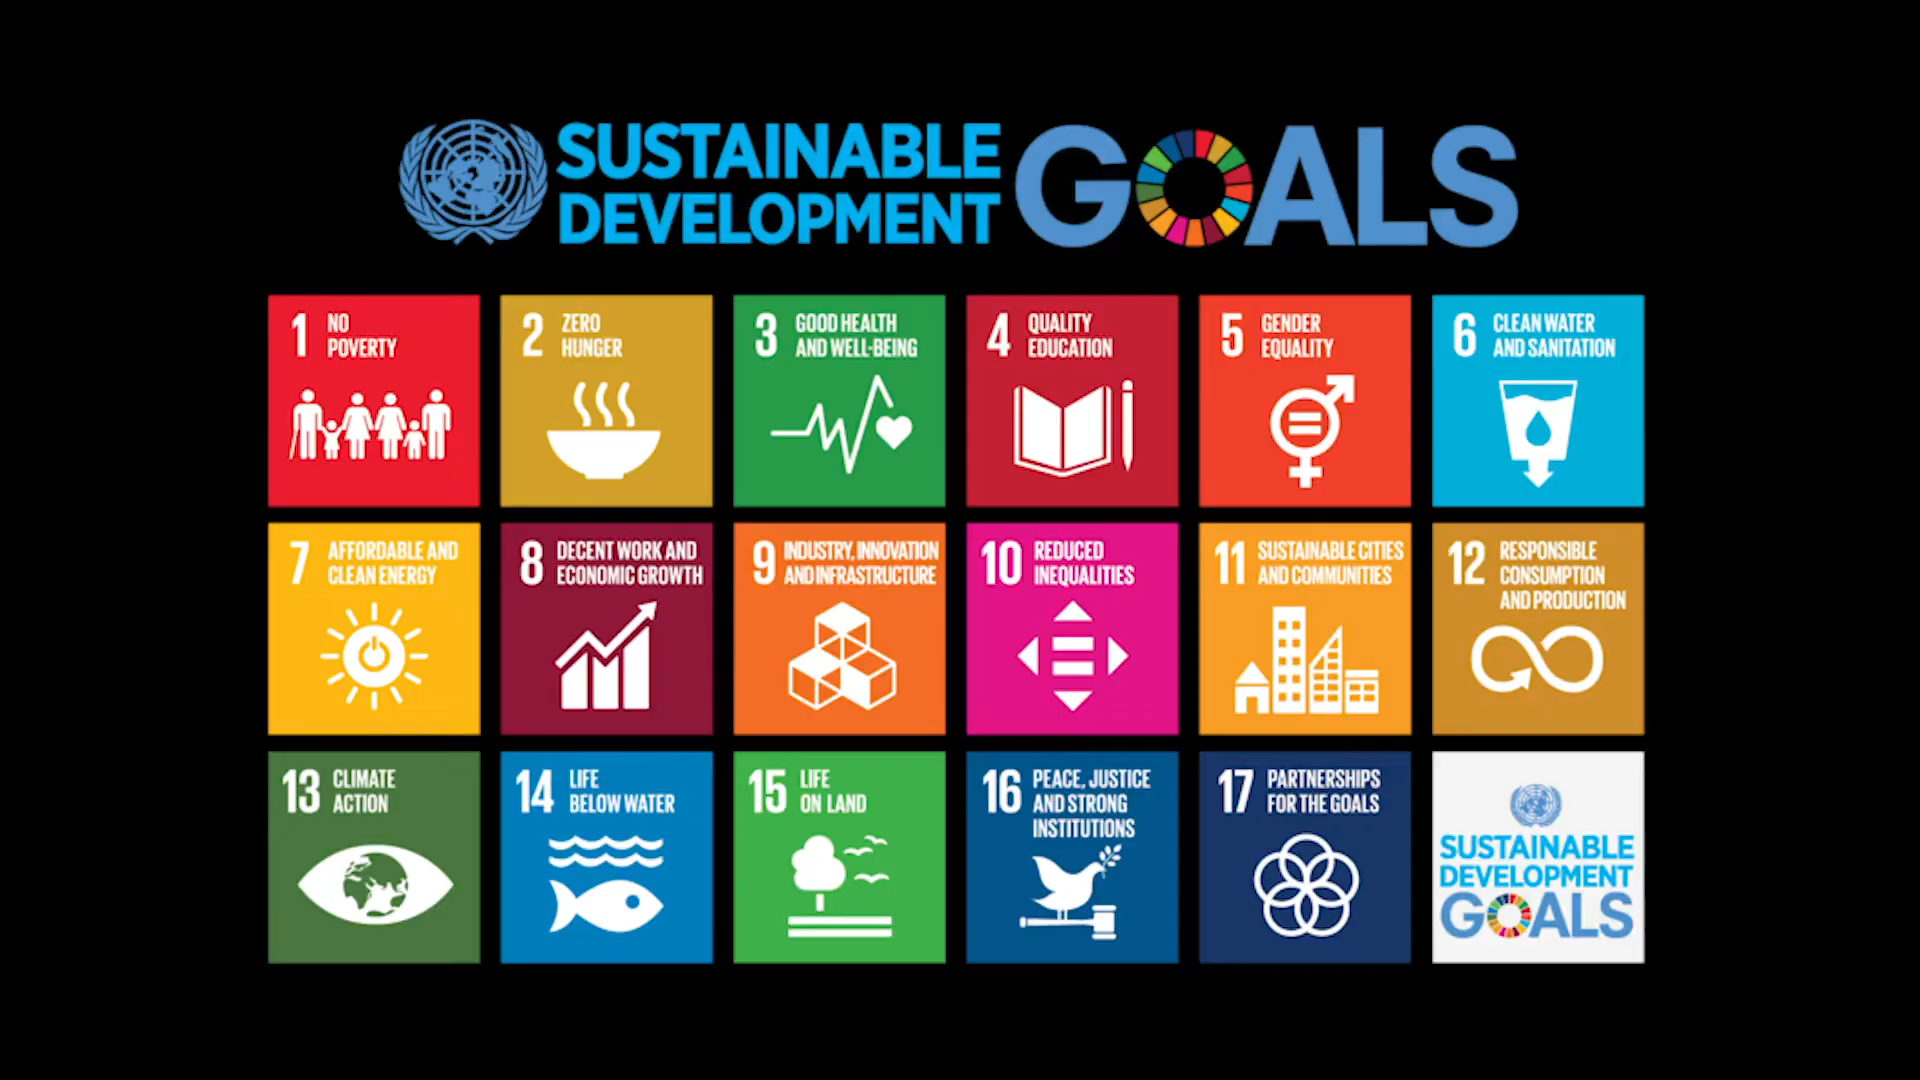 SUSTAINABLE
DEVELOPMENT
GOALS
1 NO
POVERTY
2 ZERO
HUNGER
3 GOOD HEALTH
AND WELL-BEING
4 QUALITY
EDUCATION
5 GENDER
EQUALITY
6 CLEAN WATER
AND SANITATION
7 AFFORDABLE AND
CLEAN ENERGY
8 DECENT WORK AND
ECONOMIC GROWTH
9 INDUSTRY, INNOVATION
AND INFRASTRUCTURE
10 REDUCED
INEQUALITIES
11 SUSTAINABLE CITIES
AND COMMUNITIES
12 RESPONSIBLE
CONSUMPTION
AND PRODUCTION
13 CLIMATE
ACTION
14 LIFE
BELOW WATER
15 LIFE
ON LAND
16 PEACE, JUSTICE
AND STRONG
INSTITUTIONS
17 PARTNERSHIPS
FOR THE GOALS
SUSTAINABLE
DEVELOPMENT
GOALS